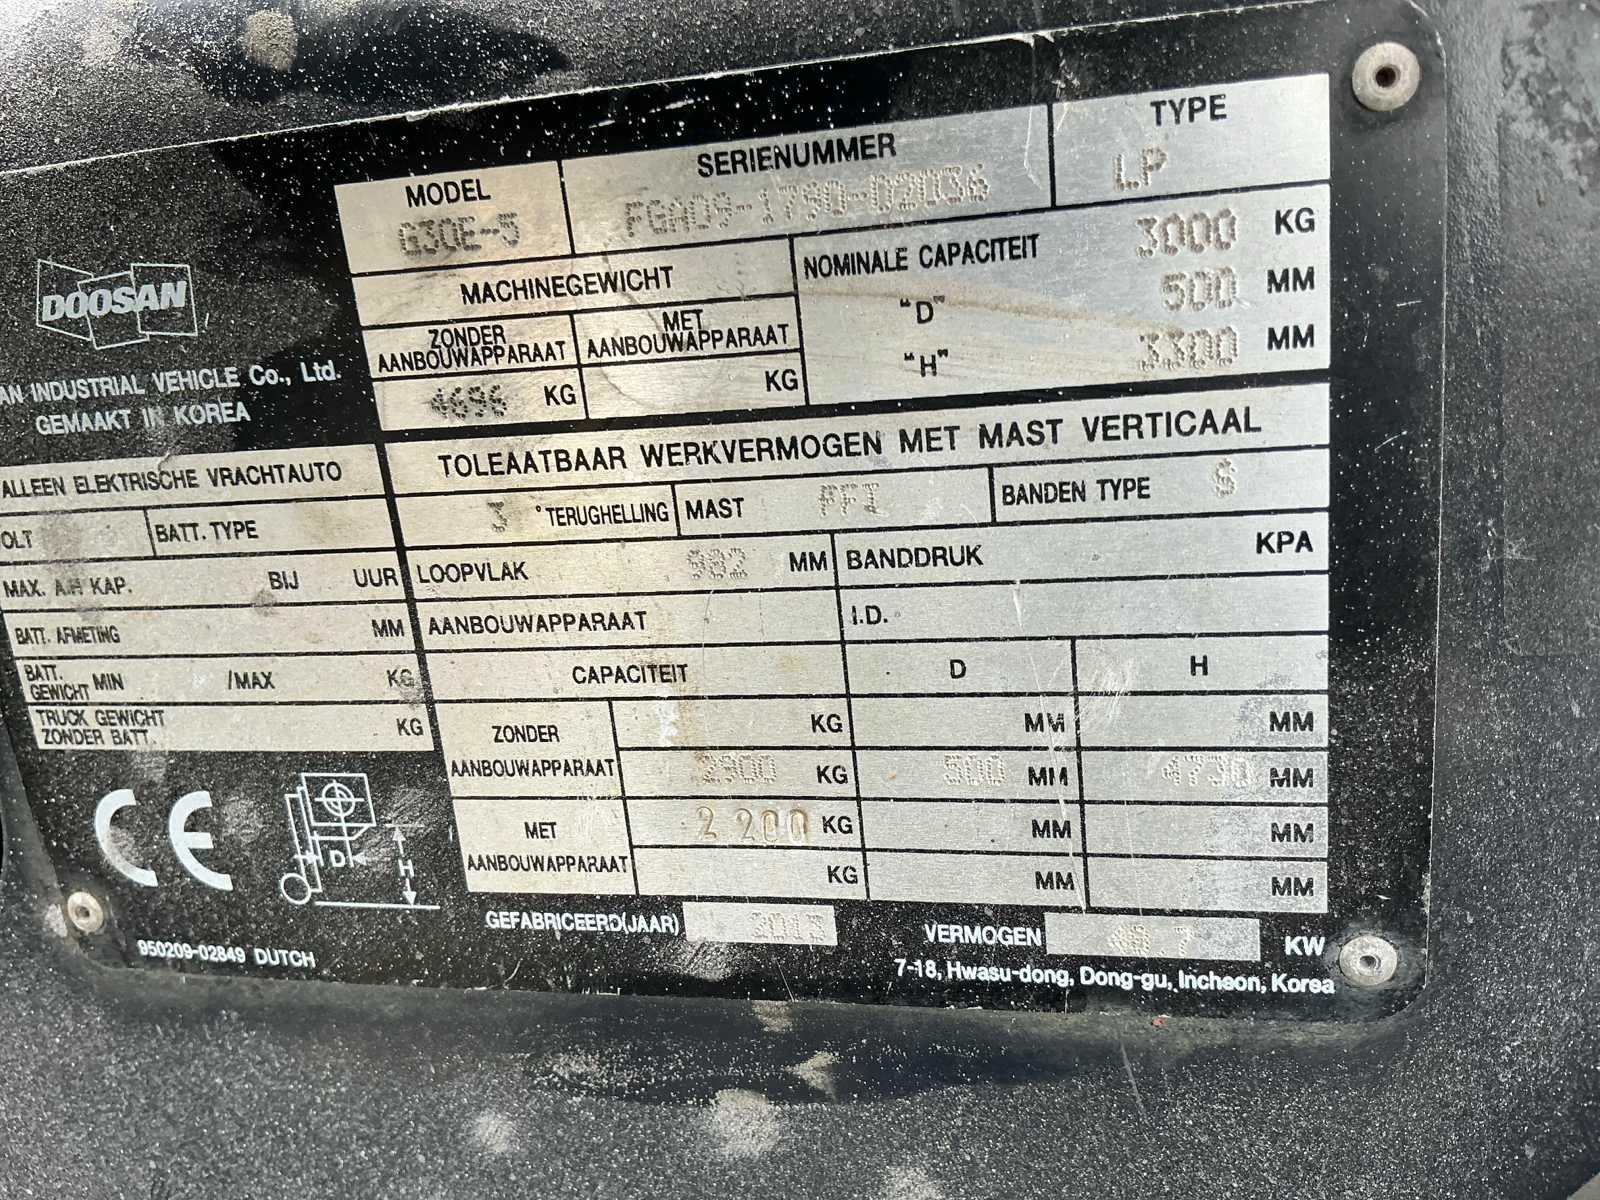 MODEL SERIENUMMER TYPE
G30E-5 FGA09-1790-02036 LP
MACHINEGEWICHT
ZONDER AANBOUWAPPARAAT MET AANBOUWAPPARAAT
4696 KG KG
NOMINALE CAPACITEIT 3000 KG
"D" 500 MM
"H" 3300 MM
DOOSAN
AN INDUSTRIAL VEHICLE Co., Ltd.
GEMAAKT IN KOREA
TOLEAATBAAR WERKVERMOGEN MET MAST VERTICAAL
3 ° TERUGHELLING MAST FFI BANDEN TYPE S
LOOPVLAK 982 MM BANDDRUK KPA
AANBOUWAPPARAAT I.D.
CAPACITEIT D H
ZONDER KG MM MM
AANBOUWAPPARAAT 2900 KG 500 MM 4730 MM
MET 2 200 KG MM MM
AANBOUWAPPARAAT KG MM MM
ALLEEN ELEKTRISCHE VRACHTAUTO
OLT BATT. TYPE
MAX. A.H KAP. BIJ UUR
BATT. AFMETING MM
BATT. GEWICHT MIN /MAX KG
TRUCK GEWICHT
ZONDER BATT. KG
CE
D H
GEFABRICEERD(JAAR) 2013 VERMOGEN 7 KW
950209-02849 DUTCH
7-18, Hwasu-dong, Dong-gu, Incheon, Korea